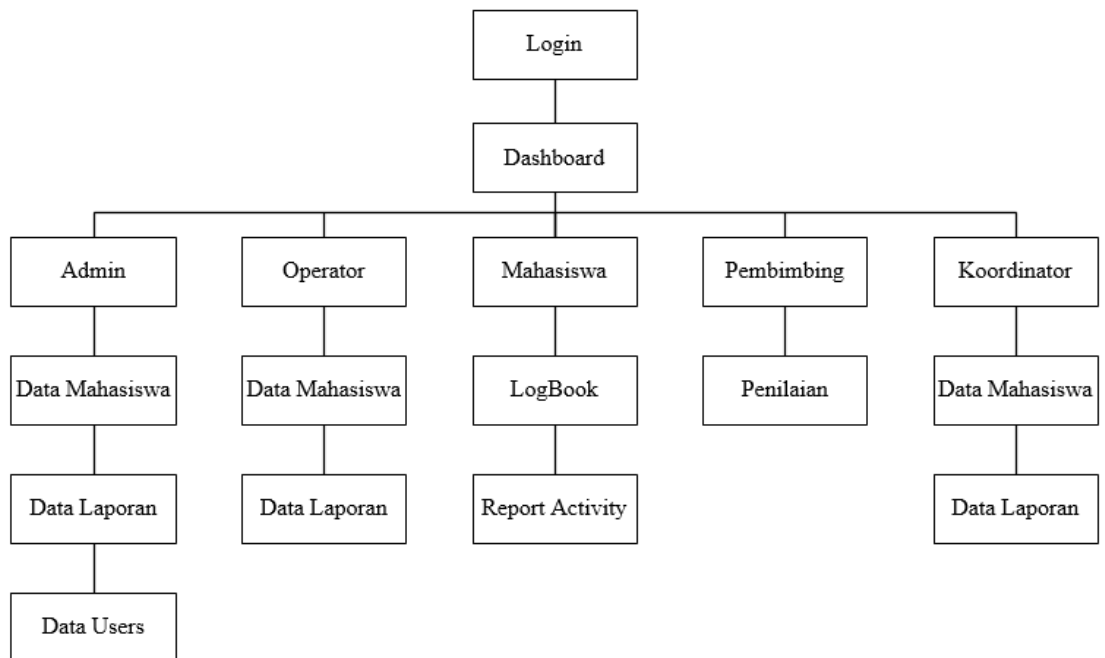 Login
Dashboard
Admin
Operator
Mahasiswa
Pembimbing
Koordinator
Data Mahasiswa
Data Mahasiswa
LogBook
Penilaian
Data Mahasiswa
Data Laporan
Data Laporan
Report Activity
Data Laporan
Data Users